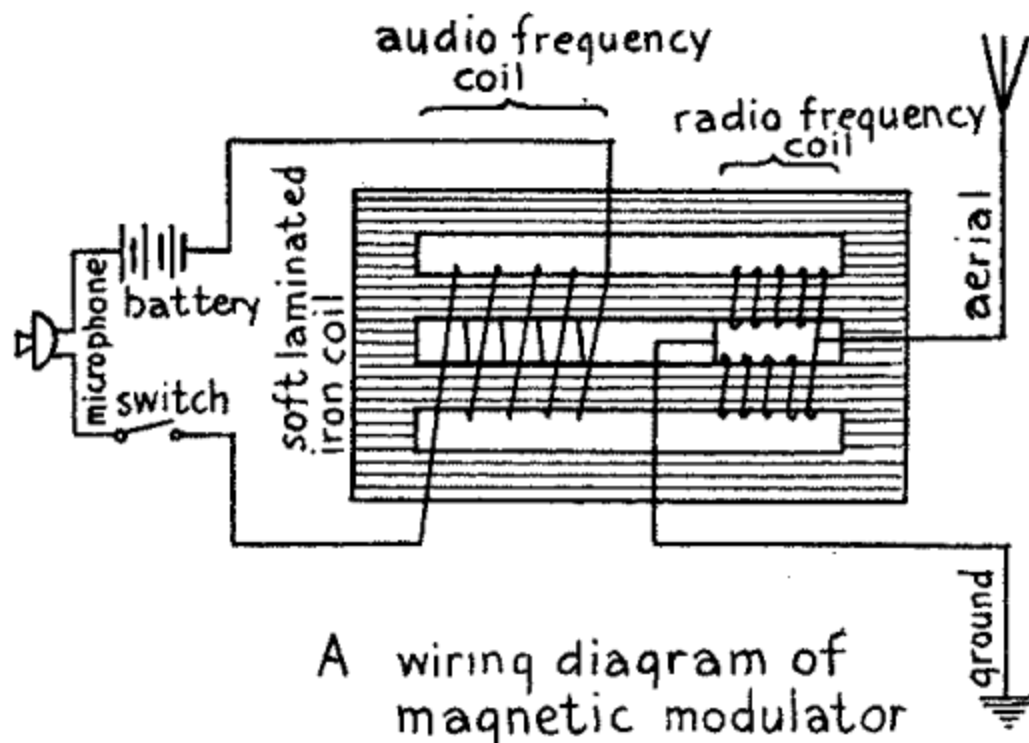 audio frequency
coil
radio frequency
coil
aerial
soft laminated
iron coil
battery
microphone
switch
ground
A wiring diagram of
magnetic modulator